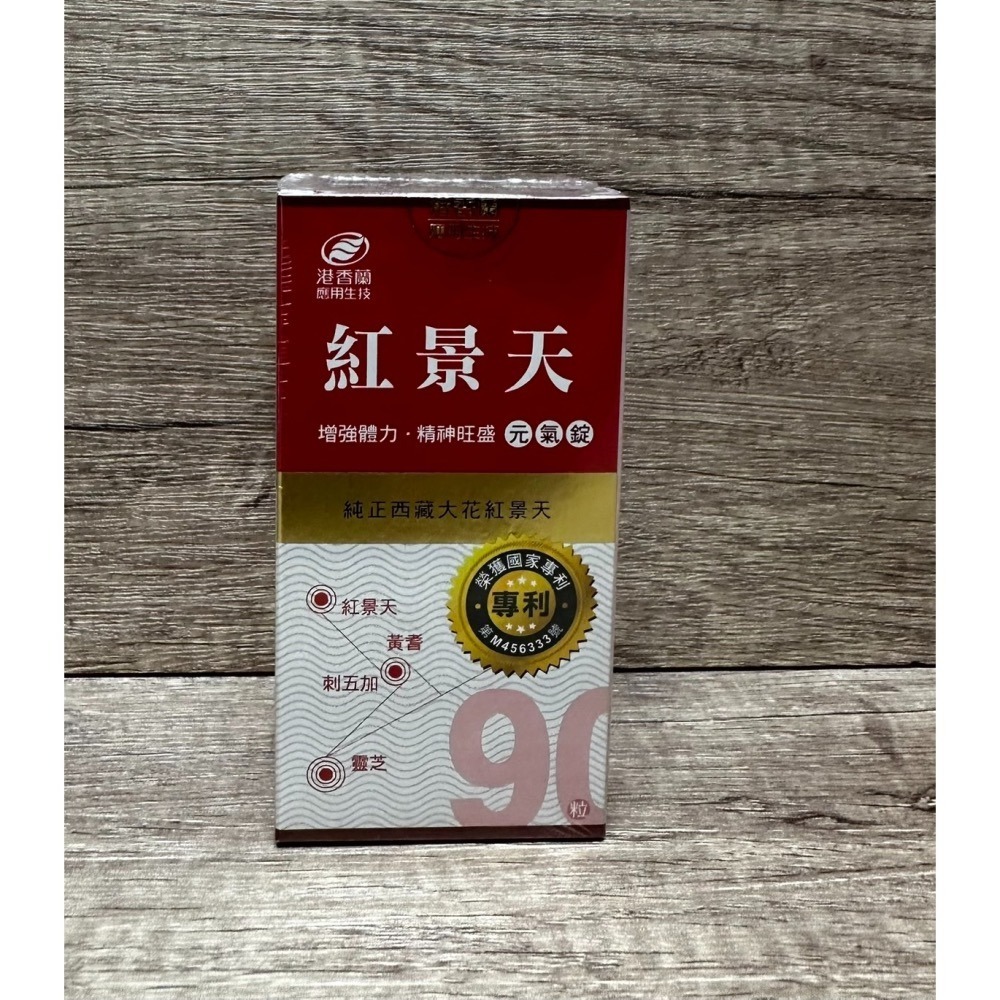 港香蘭
應用生技
紅景天
增強體力·精神旺盛 元氣錠
純正西藏大花紅景天
榮獲國家專利
專利
第M456333號
紅景天
黃耆
刺五加
靈芝
90
粒